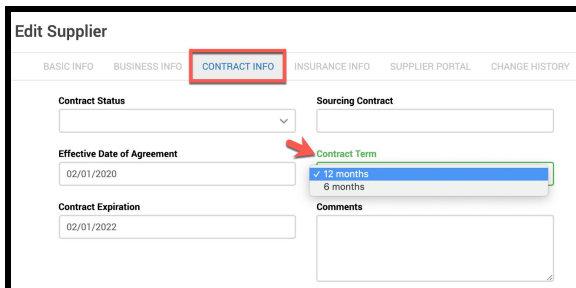 Edit Supplier
BASIC INFO BUSINESS INFO CONTRACT INFO INSURANCE INFO SUPPLIER PORTAL CHANGE HISTORY
Contract Status Sourcing Contract
Effective Date of Agreement Contract Term
02/01/2020 ✓ 12 months
6 months
Contract Expiration Comments
02/01/2022